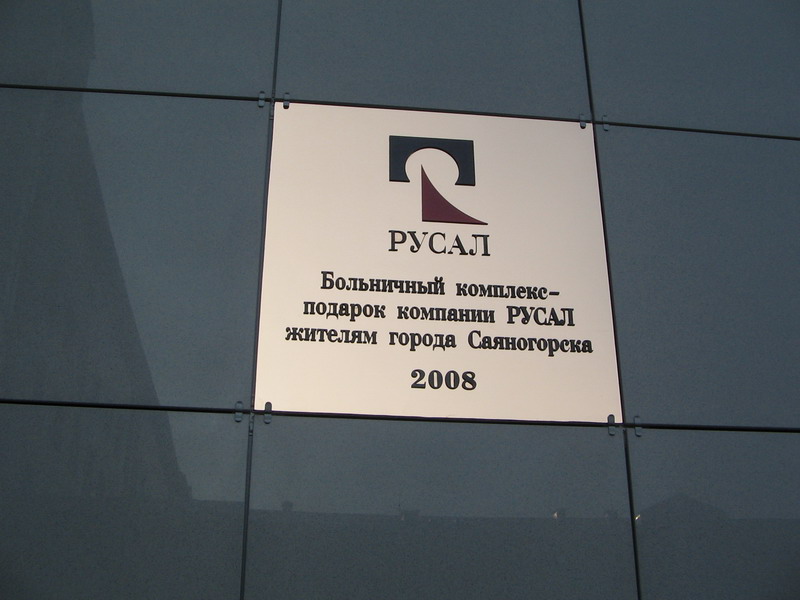 РУСАЛ
Больничный комплекс–
подарок компании РУСАЛ
жителям города Саяногорска
2008